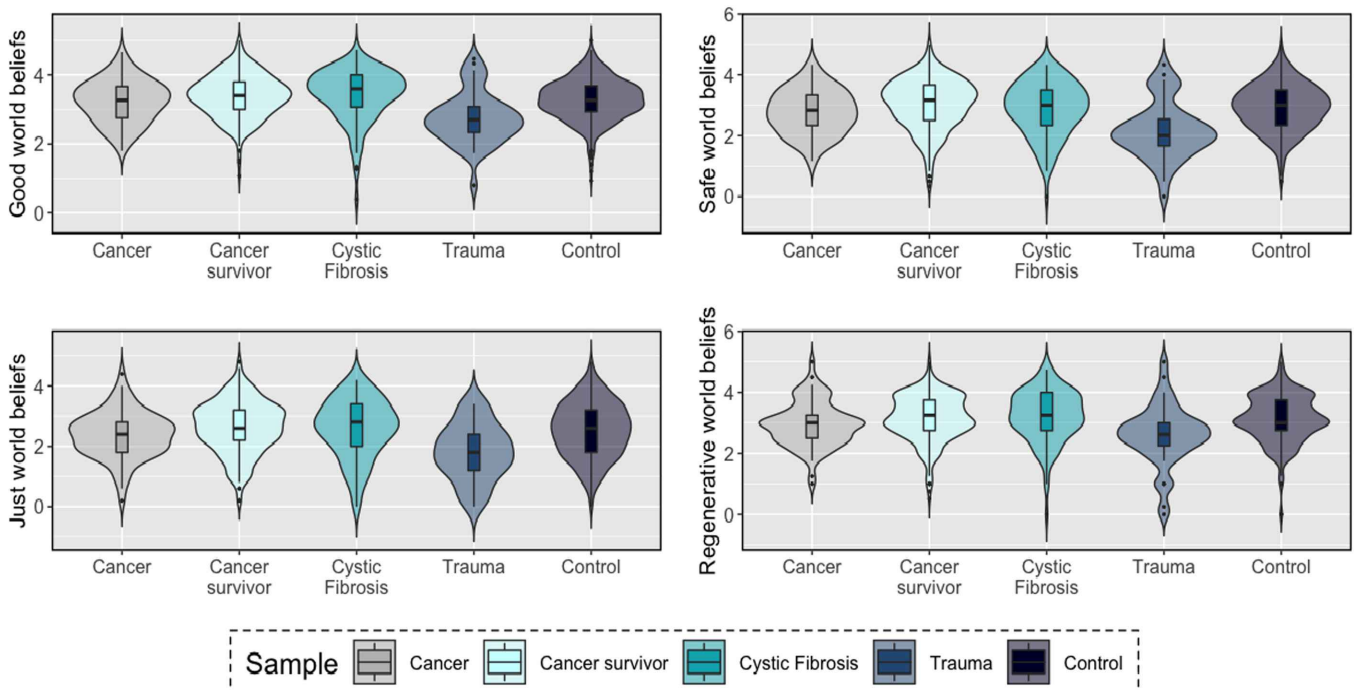 Good world beliefs
4
2
0
Cancer
Cancer
survivor
Cystic
Fibrosis
Trauma
Control
Safe world beliefs
6
4
2
0
Cancer
Cancer
survivor
Cystic
Fibrosis
Trauma
Control
Just world beliefs
4
2
0
Cancer
Cancer
survivor
Cystic
Fibrosis
Trauma
Control
Regenerative world beliefs
6
4
2
0
Cancer
Cancer
survivor
Cystic
Fibrosis
Trauma
Control
Sample Cancer Cancer survivor Cystic Fibrosis Trauma Control